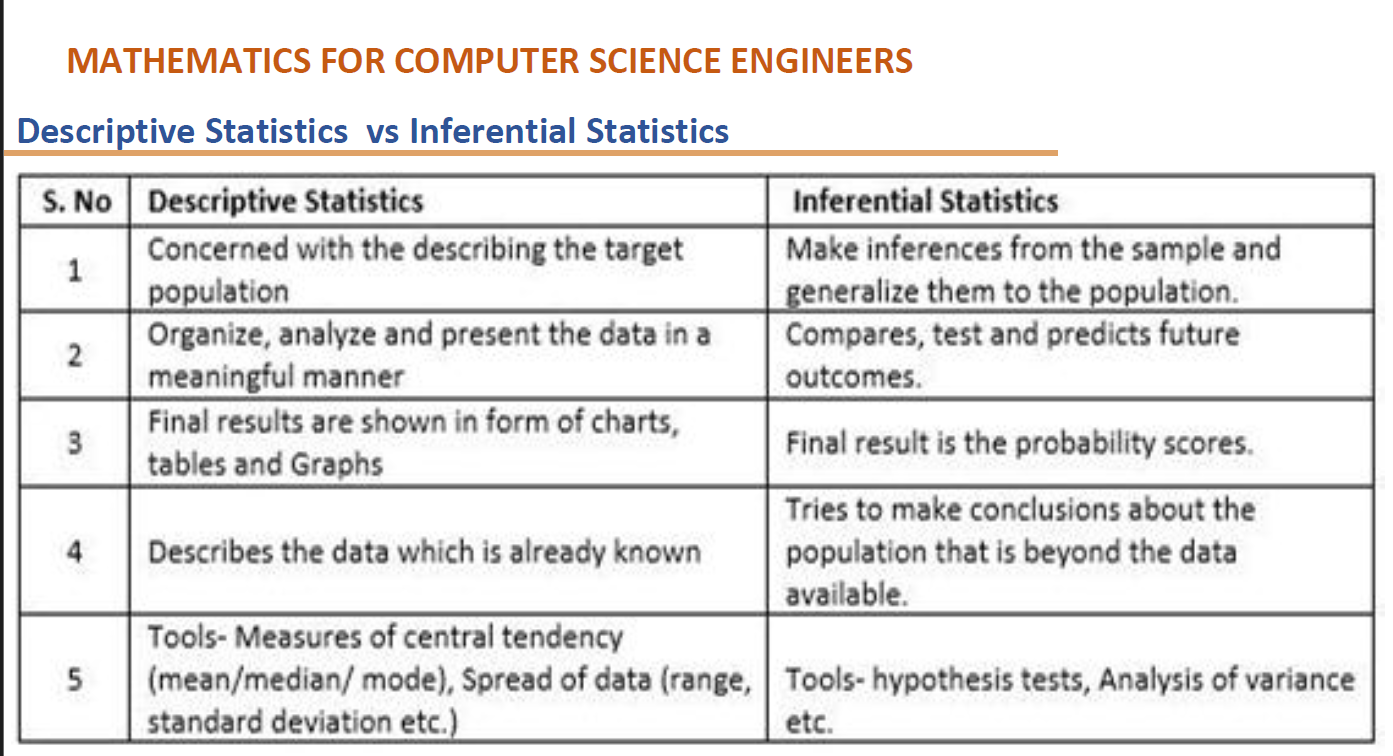 MATHEMATICS FOR COMPUTER SCIENCE ENGINEERS
Descriptive Statistics vs Inferential Statistics
S. No Descriptive Statistics Inferential Statistics
1
Concerned with the describing the target
population
Make inferences from the sample and
generalize them to the population.
2
Organize, analyze and present the data in a
meaningful manner
Compares, test and predicts future
outcomes.
3
Final results are shown in form of charts,
tables and Graphs
Final result is the probability scores.
4
Describes the data which is already known
Tries to make conclusions about the
population that is beyond the data
available.
5
Tools- Measures of central tendency
(mean/median/ mode), Spread of data (range,
standard deviation etc.)
Tools- hypothesis tests, Analysis of variance
etc.